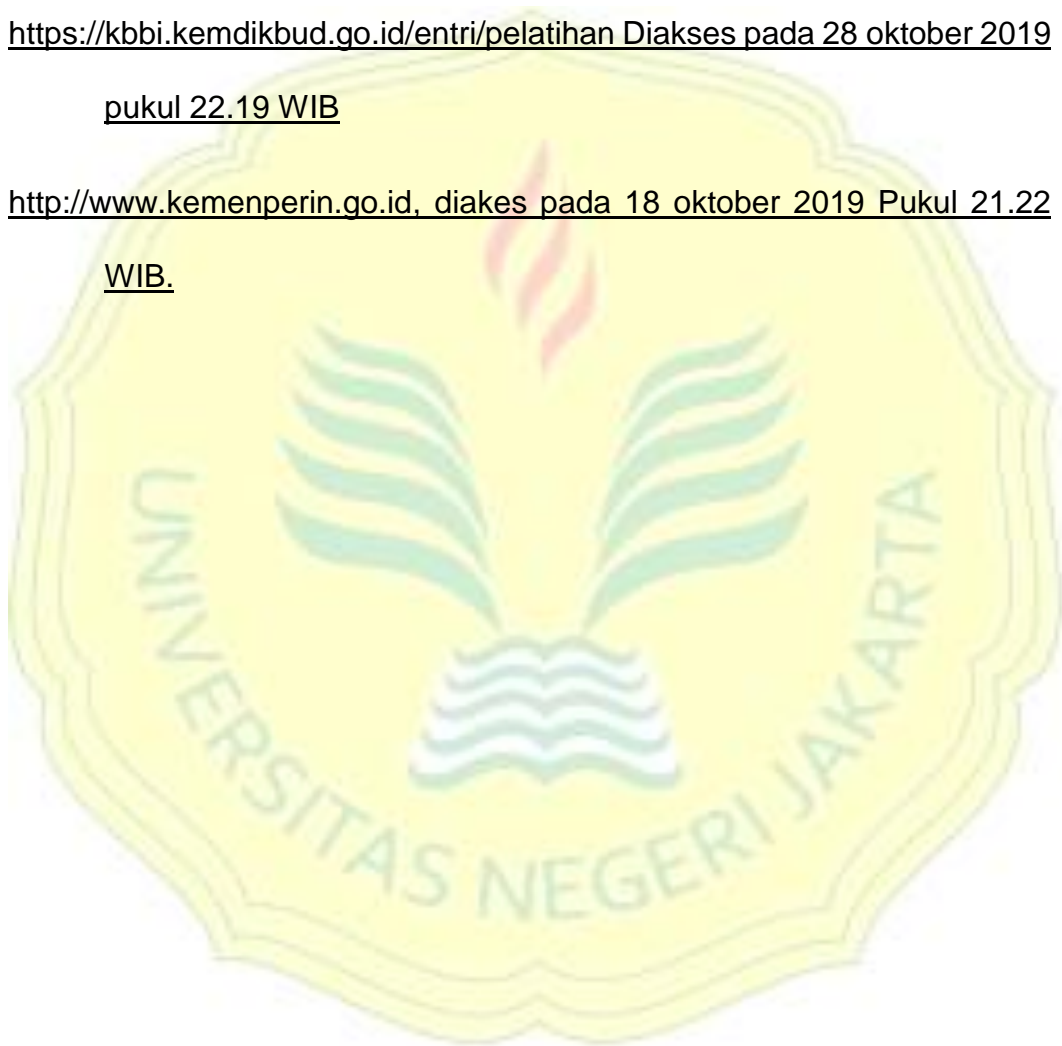 https://kbbi.kemdikbud.go.id/entri/pelatihan Diakses pada 28 oktober 2019
pukul 22.19 WIB
http://www.kemenperin.go.id, diakes pada 18 oktober 2019 Pukul 21.22
WIB.
UNIVERSITAS NEGERI JAKARTA